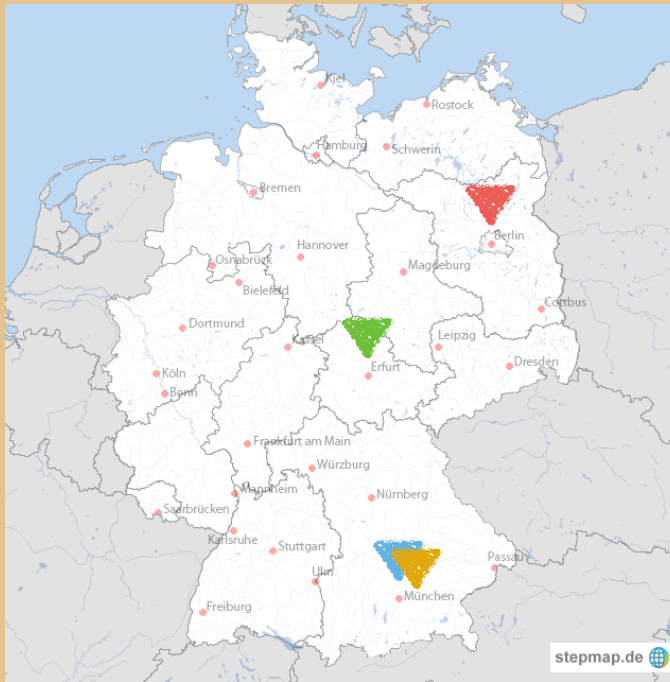 Kiel
Rostock
Hamburg
Schwerin
Bremen
Berlin
Hannover
Osnabrück
Magdeburg
Bielefeld
Cottbus
Dortmund
Leipzig
Kassel
Dresden
Erfurt
Köln
Bonn
Frankfurt am Main
Würzburg
Mannheim
Nürnberg
Saarbrücken
Karlsruhe
Stuttgart
Passau
Ulm
München
Freiburg
stepmap.de